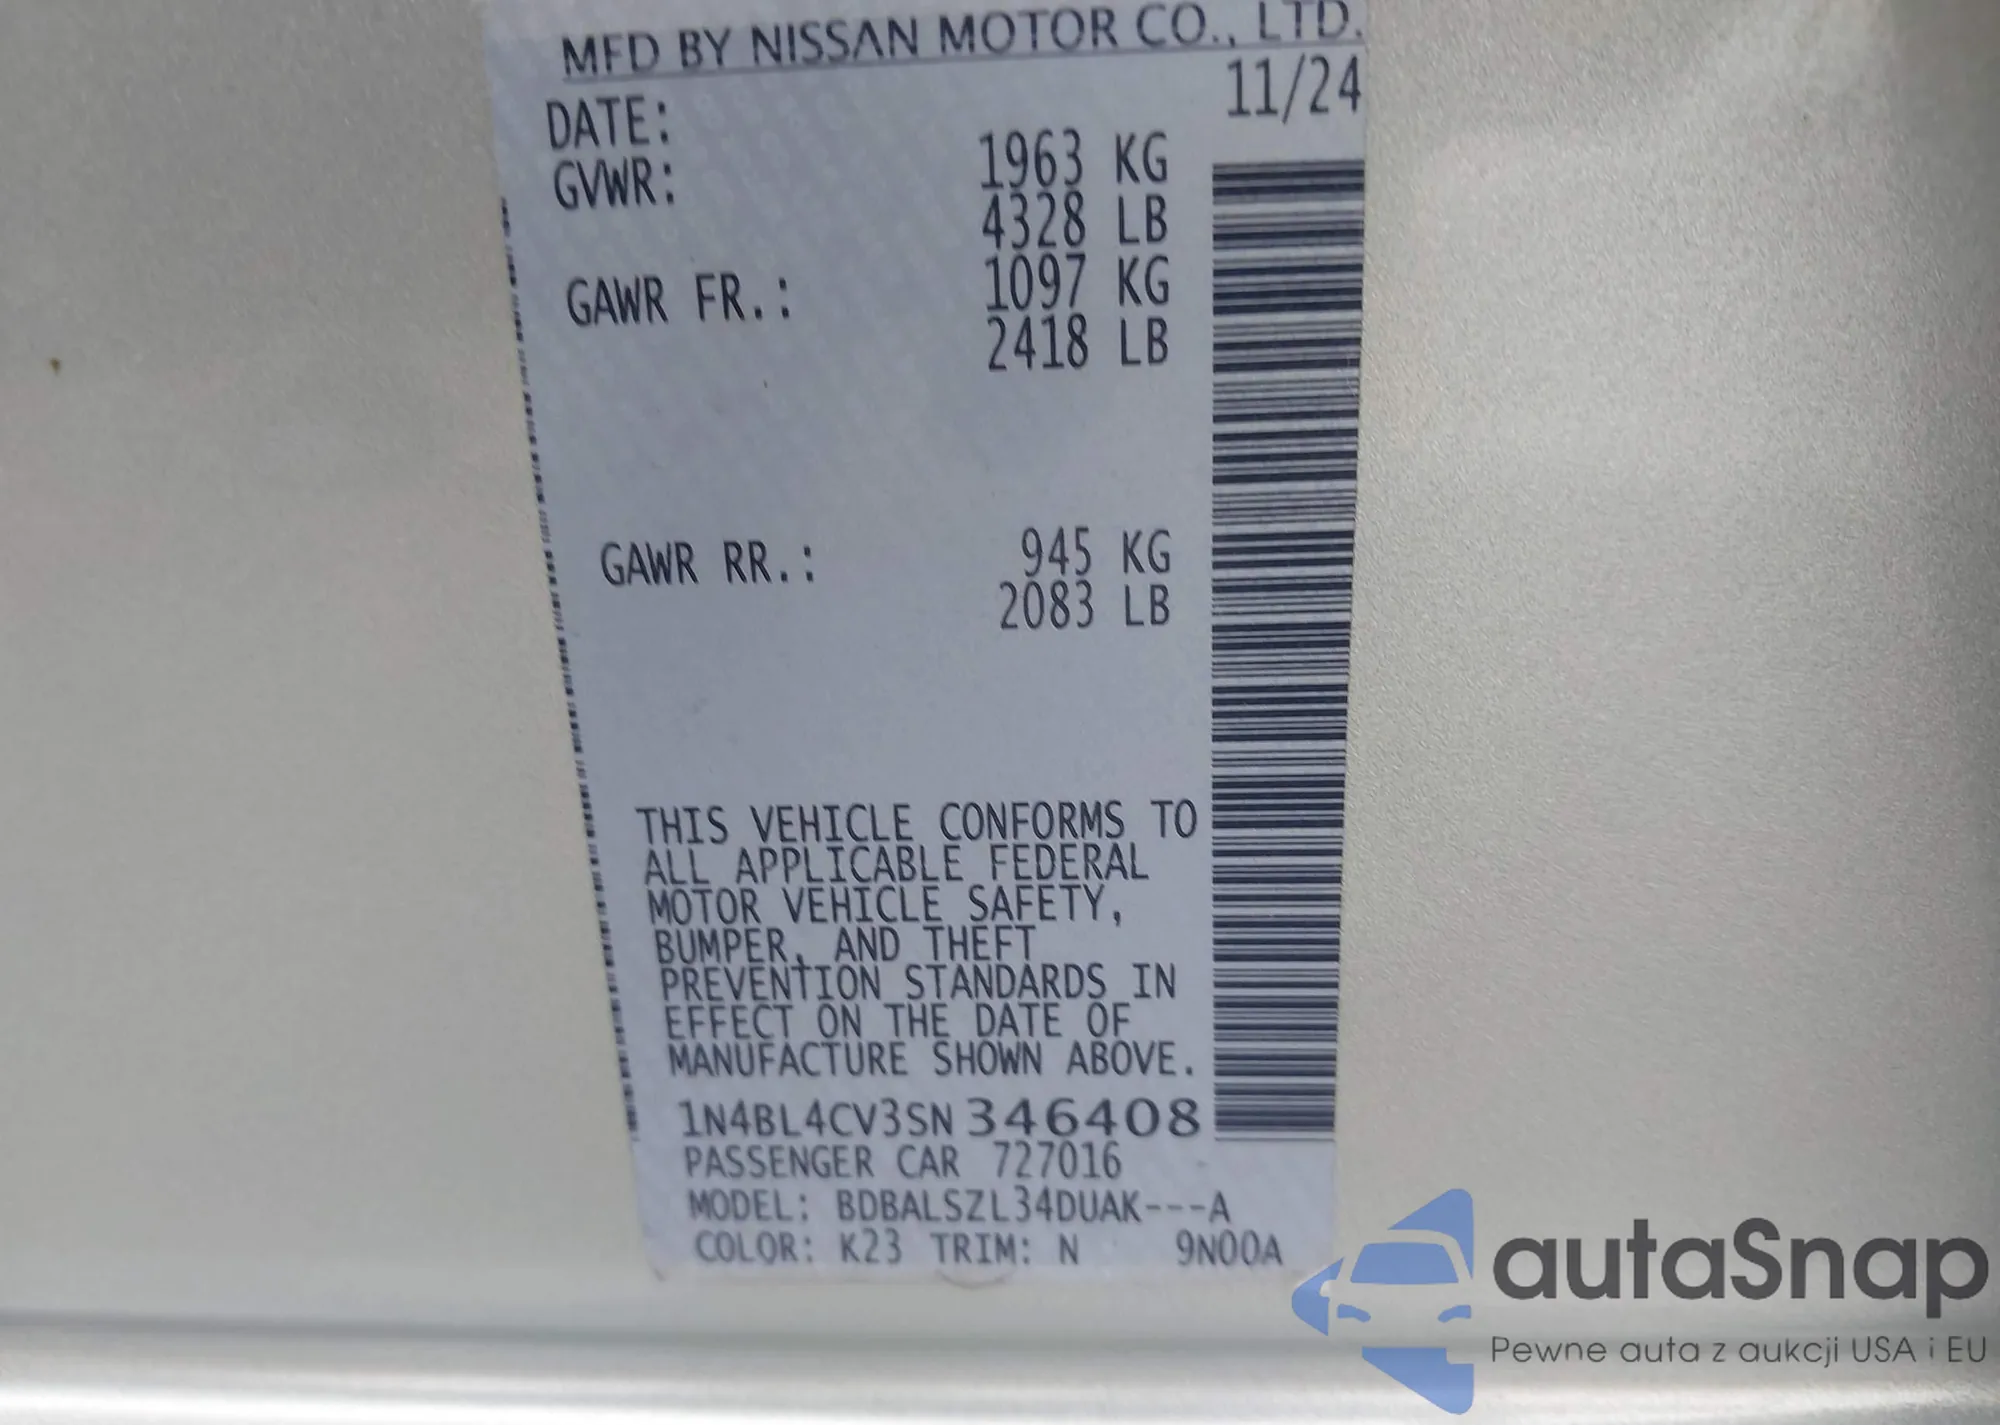 MFD BY NISSAN MOTOR CO., LTD.
DATE: 11/24
GVWR: 1963 KG
4328 LB
GAWR FR.: 1097 KG
2418 LB
GAWR RR.: 945 KG
2083 LB
THIS VEHICLE CONFORMS TO
ALL APPLICABLE FEDERAL
MOTOR VEHICLE SAFETY,
BUMPER, AND THEFT
PREVENTION STANDARDS IN
EFFECT ON THE DATE OF
MANUFACTURE SHOWN ABOVE.
1N4BL4CV3SN346408
PASSENGER CAR 727016
MODEL: BDBALSZL34DUAK---A
COLOR: K23 TRIM: N 9N00A
autaSnap
Pewne auta z aukcji USA i EU